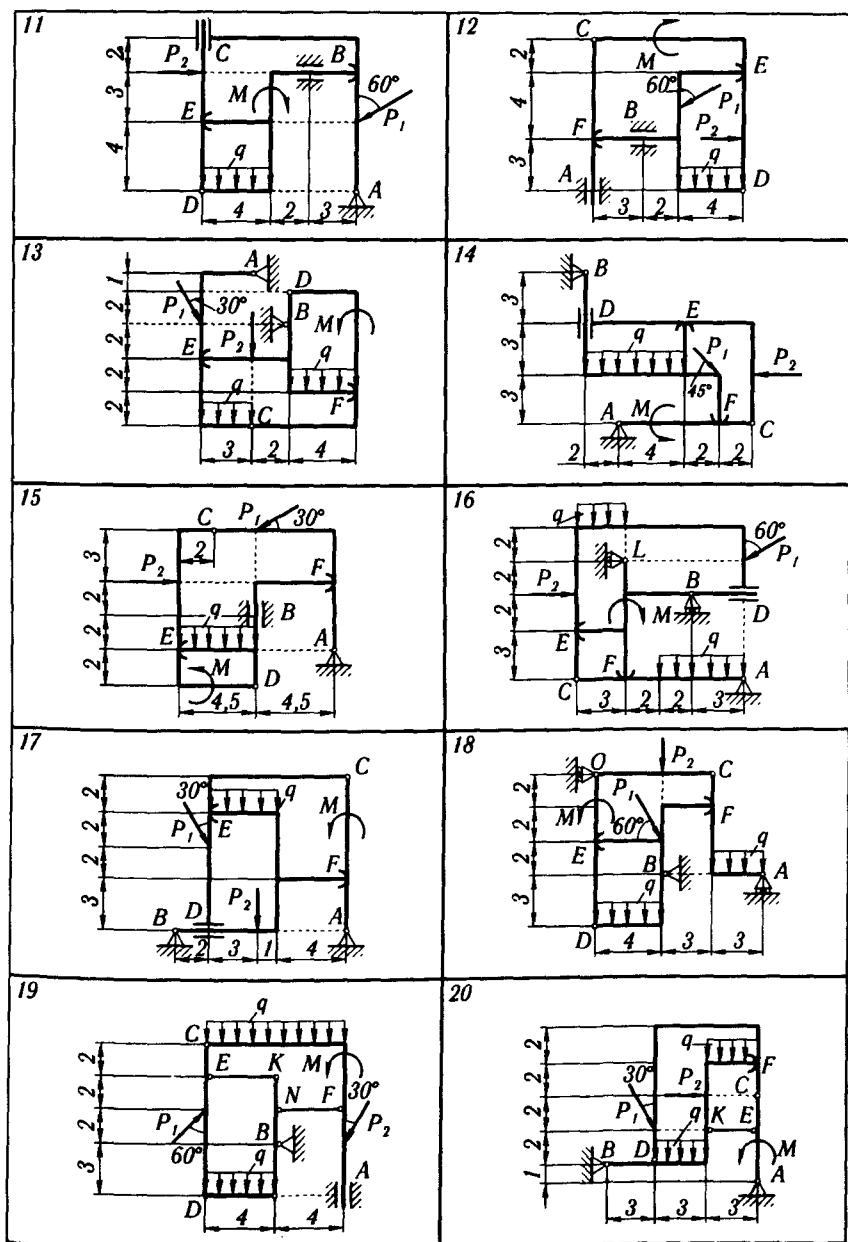 11
2
3
4
C
B
P₂
60°
P₁
M
E
q
D
A
4 2 3
12
2
4
3
C
M
E
60°
P₁
F
B
P₂
A
q
D
3 2 4
13
1
2
2
2
2
A
D
P₁
30°
B
M
E
P₂
q
q
F
C
3 2 4
14
3
3
3
B
D
E
q
P₁
P₂
45°
A
M
F
C
2 4 2 2
15
3
2
2
2
C
P₁
30°
2
P₂
F
q
B
E
A
M
D
4,5 4,5
16
2
2
2
3
q
L
60°
P₁
P₂
B
M
D
E
q
F
A
C
3 2 2 3
17
2
2
2
3
30°
q
C
E
P₁
M
F
D
P₂
B
A
2 3 1 4
18
2
2
2
3
O
P₂
C
P₁
M
60°
F
E
q
B
A
q
D
4 3 3
19
2
2
2
3
q
C
E
K
M
30°
N
F
P₁
P₂
60°
B
q
A
D
4 4
20
2
2
2
2
1
q
F
30°
P₂
C
P₁
K
E
q
B
D
M
A
3 3 3